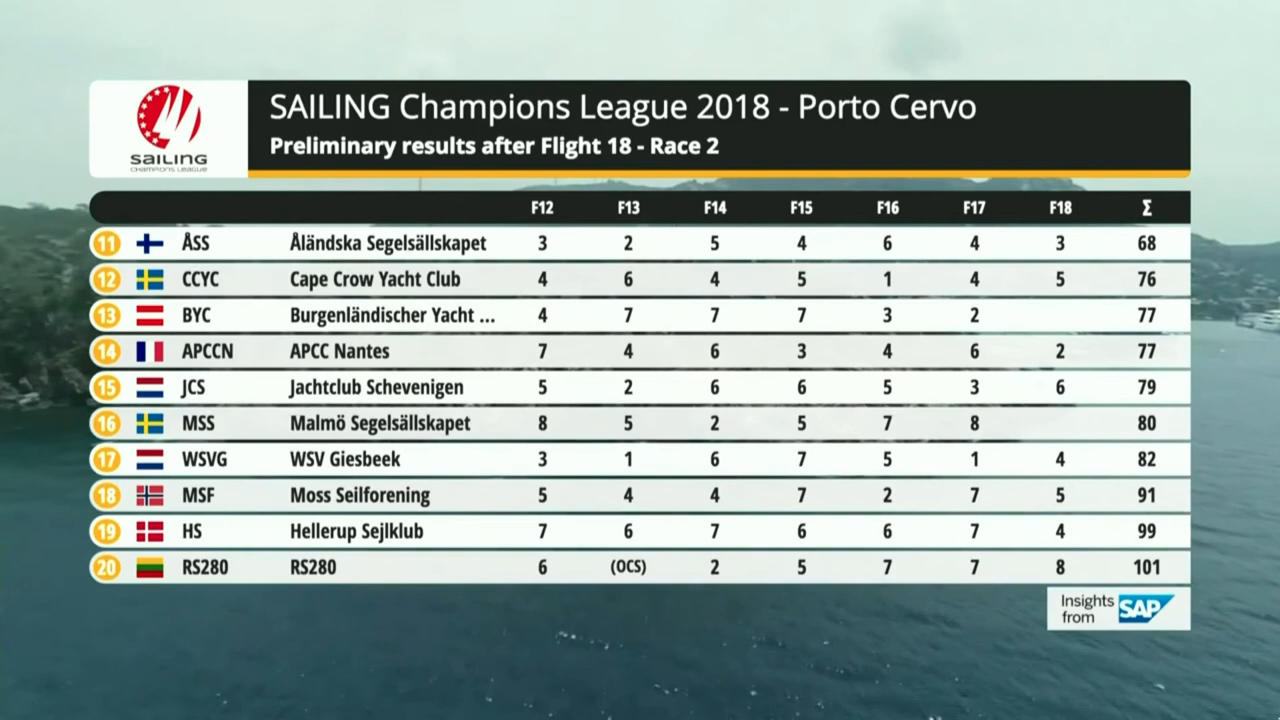 SAILING Champions League 2018 - Porto Cervo
Preliminary results after Flight 18 - Race 2
SAILING
CHAMPIONS LEAGUE
F12 F13 F14 F15 F16 F17 F18 Σ
11 ÅSS Åländska Segelsällskapet 3 2 5 4 6 4 3 68
12 CCYC Cape Crow Yacht Club 4 6 4 5 1 4 5 76
13 BYC Burgenländischer Yacht ... 4 7 7 7 3 2 77
14 APCCN APCC Nantes 7 4 6 3 4 6 2 77
15 JCS Jachtclub Schevenigen 5 2 6 6 5 3 6 79
16 MSS Malmö Segelsällskapet 8 5 2 5 7 8 80
17 WSVG WSV Giesbeek 3 1 6 7 5 1 4 82
18 MSF Moss Seilforening 5 4 4 7 2 7 5 91
19 HS Hellerup Sejlklub 7 6 7 6 6 7 4 99
20 RS280 RS280 6 (OCS) 2 5 7 7 8 101
Insights
from SAP